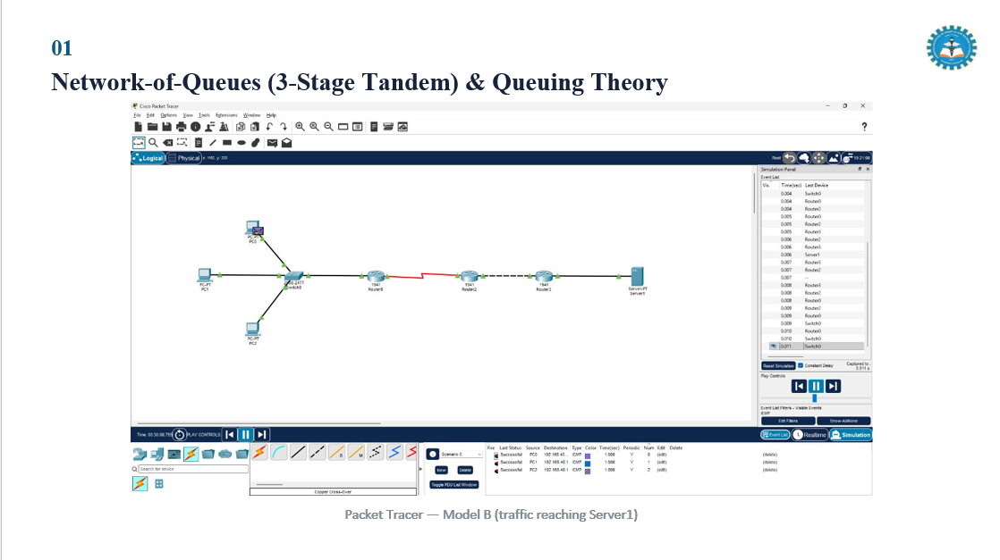 01
Network-of-Queues (3-Stage Tandem) & Queuing Theory
Cisco Packet Tracer
File Edit Options View Tools Extensions Window Help
?
Logical Physical x: 1192, y: 203
Root 19:21:00
Simulation Panel
Event List
Vis. Time(sec) Last Device
0.004 Switch0
0.004 Router0
0.004 Router2
0.005 Router0
0.005 Router2
0.005 Router3
0.006 Router2
0.006 Router3
0.006 Server1
0.007 Router3
0.007 Router2
0.007 --
0.008 Router3
0.008 Router2
0.008 Router0
0.009 Router2
0.009 Router0
0.009 Switch0
0.010 Router0
0.010 Switch0
0.011 Switch0
Reset Simulation Constant Delay Captured to:
0.011 s
Play Controls
Event List Filters - Visible Events
ICMP
Edit Filters Show All/None
PC-PT
PC0
PC-PT
PC1
PC-PT
PC2
Switch0
1941
Router0
1941
Router2
1941
Router3
Server-PT
Server1
PLAY CONTROLS
Event List Realtime Simulation
Search for device
Copper Cross-Over
Scenario 0
New Delete
Toggle PDU List Window
Fire Last Status Source Destination Type Color Time(sec) Periodic Num Edit Delete
Successful PC0 192.168.40... ICMP 1.000 Y 0 (edit) (delete)
Successful PC1 192.168.40.1 ICMP 1.000 Y 1 (edit) (delete)
Successful PC2 192.168.40.1 ICMP 1.000 Y 2 (edit) (delete)
Packet Tracer — Model B (traffic reaching Server1)